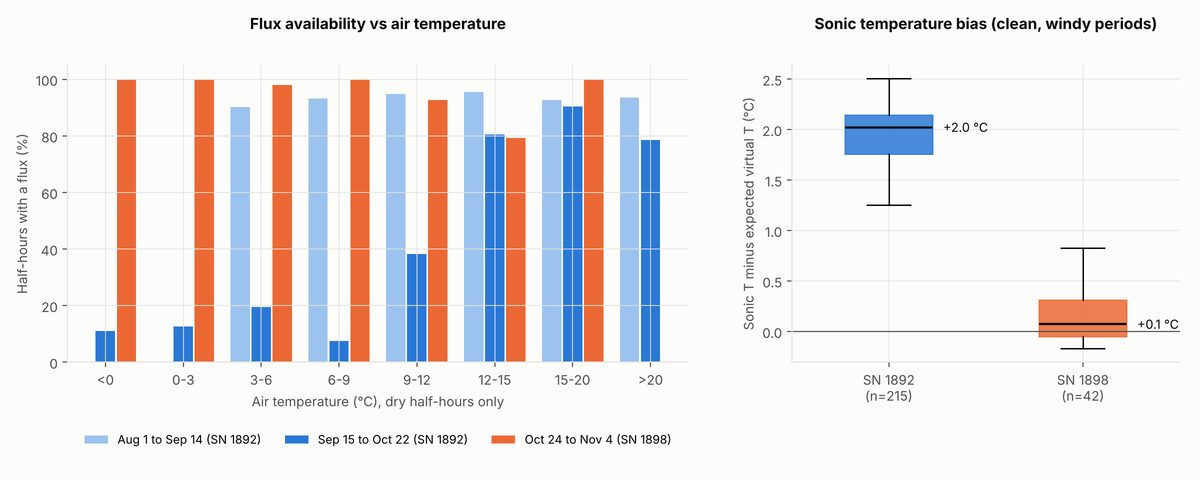 Flux availability vs air temperature
Half-hours with a flux (%)
100
80
60
40
20
0
<0
0-3
3-6
6-9
9-12
12-15
15-20
>20
Air temperature (°C), dry half-hours only
Aug 1 to Sep 14 (SN 1892)
Sep 15 to Oct 22 (SN 1892)
Oct 24 to Nov 4 (SN 1898)
Sonic temperature bias (clean, windy periods)
Sonic T minus expected virtual T (°C)
2.5
2.0
1.5
1.0
0.5
0.0
+2.0 °C
+0.1 °C
SN 1892
(n=215)
SN 1898
(n=42)